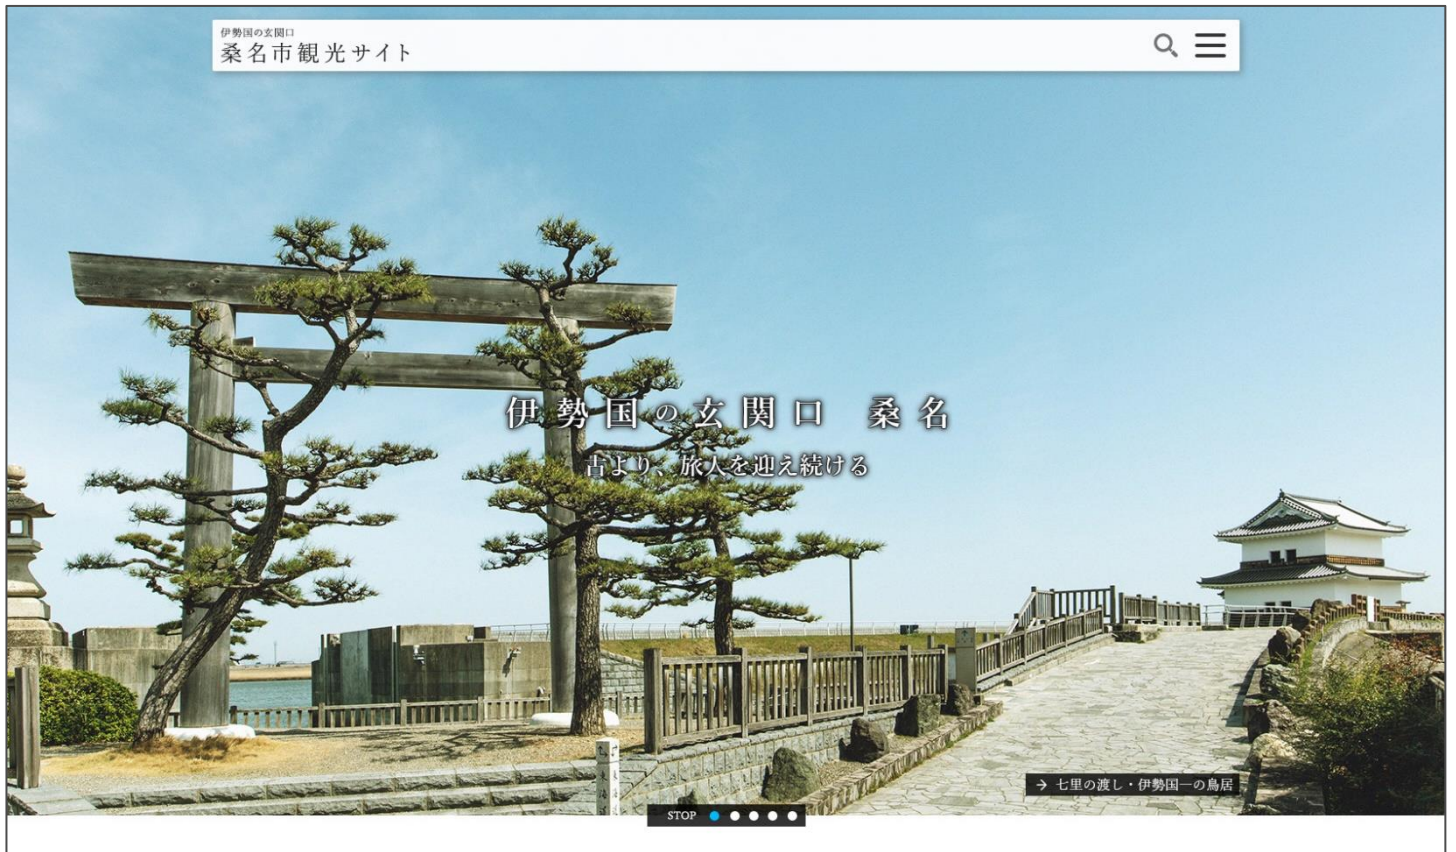 伊勢国の玄関口
桑名市観光サイト
伊勢国の玄関口 桑名
古より、旅人を迎え続ける
→ 七里の渡し・伊勢国一の鳥居
STOP